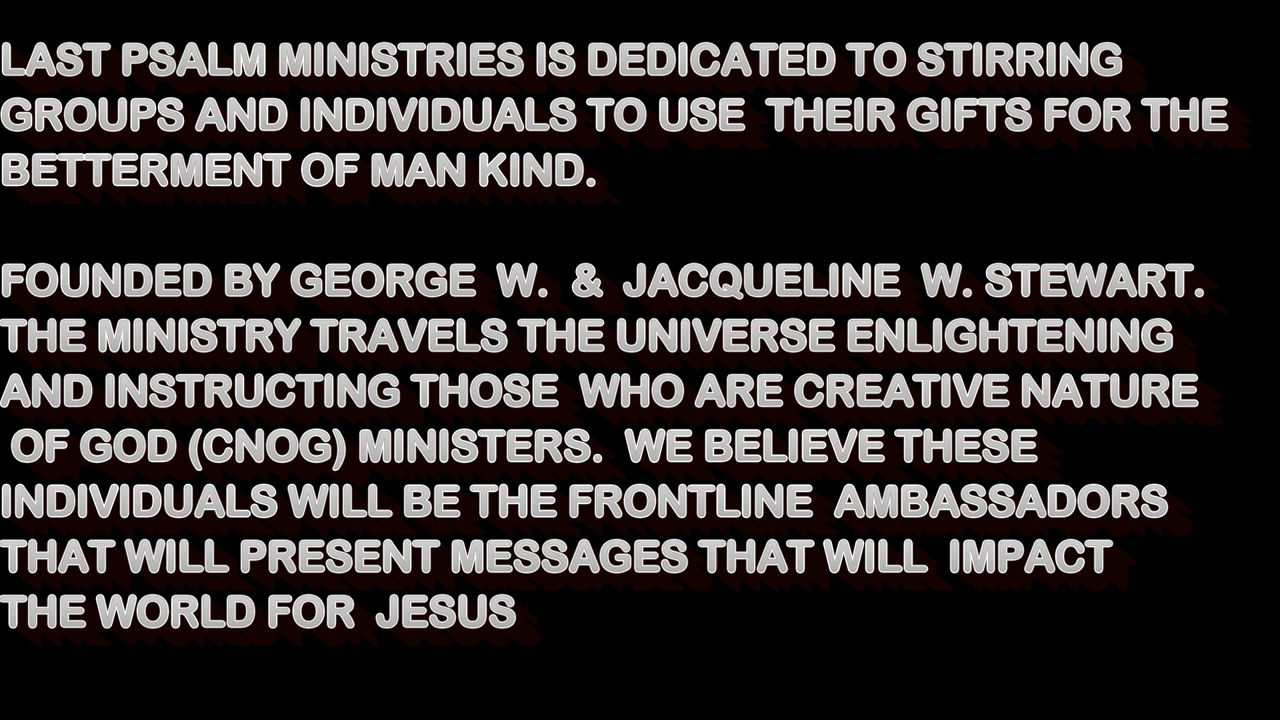 LAST PSALM MINISTRIES IS DEDICATED TO STIRRING
GROUPS AND INDIVIDUALS TO USE THEIR GIFTS FOR THE
BETTERMENT OF MAN KIND.
FOUNDED BY GEORGE W. & JACQUELINE W. STEWART.
THE MINISTRY TRAVELS THE UNIVERSE ENLIGHTENING
AND INSTRUCTING THOSE WHO ARE CREATIVE NATURE
OF GOD (CNOG) MINISTERS. WE BELIEVE THESE
INDIVIDUALS WILL BE THE FRONTLINE AMBASSADORS
THAT WILL PRESENT MESSAGES THAT WILL IMPACT
THE WORLD FOR JESUS